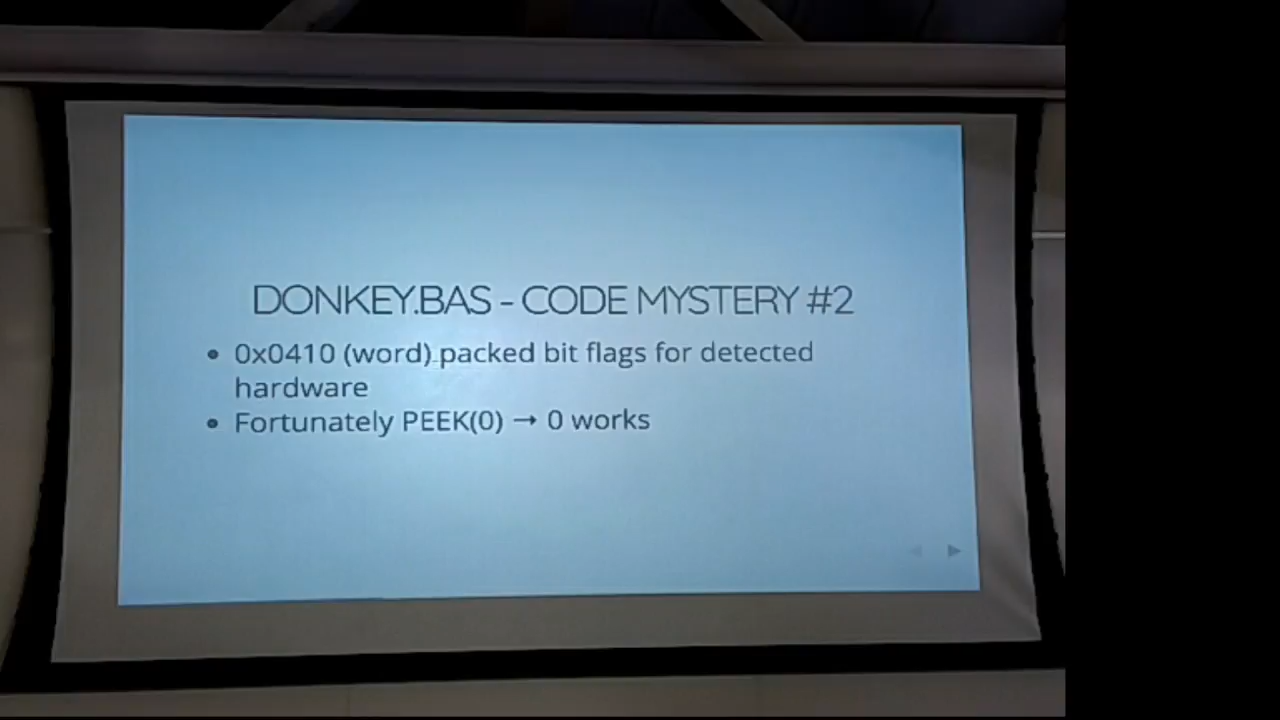 DONKEY.BAS - CODE MYSTERY #2
• 0x0410 (word) packed bit flags for detected
hardware
• Fortunately PEEK(0) → 0 works